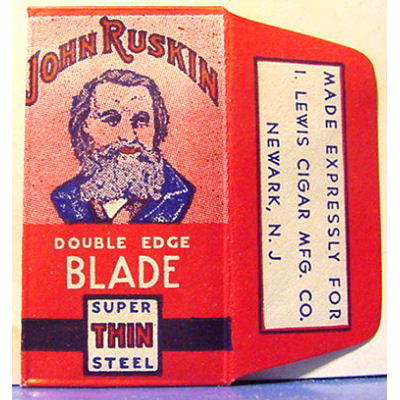 JOHN RUSKIN
DOUBLE EDGE
BLADE
SUPER
THIN
STEEL
MADE EXPRESSLY FOR
I. LEWIS CIGAR MFG. CO.
NEWARK, N. J